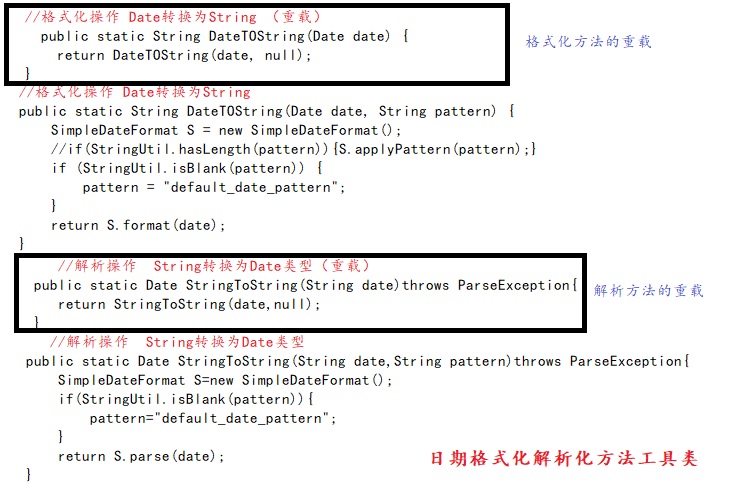 //格式化操作 Date转换为String （重载）
public static String DateTOString(Date date) {
return DateTOString(date, null);
}
格式化方法的重载
//格式化操作 Date转换为String
public static String DateTOString(Date date, String pattern) {
SimpleDateFormat S = new SimpleDateFormat();
//if(StringUtil.hasLength(pattern)){S.applyPattern(pattern);}
if (StringUtil.isBlank(pattern)) {
pattern = "default_date_pattern";
}
return S.format(date);
}
//解析操作 String转换为Date类型（重载）
public static Date StringToString(String date)throws ParseException{
return StringToString(date,null);
}
解析方法的重载
//解析操作 String转换为Date类型
public static Date StringToString(String date,String pattern)throws ParseException{
SimpleDateFormat S=new SimpleDateFormat();
if(StringUtil.isBlank(pattern)){
pattern="default_date_pattern";
}
return S.parse(date);
}
日期格式化解析化方法工具类